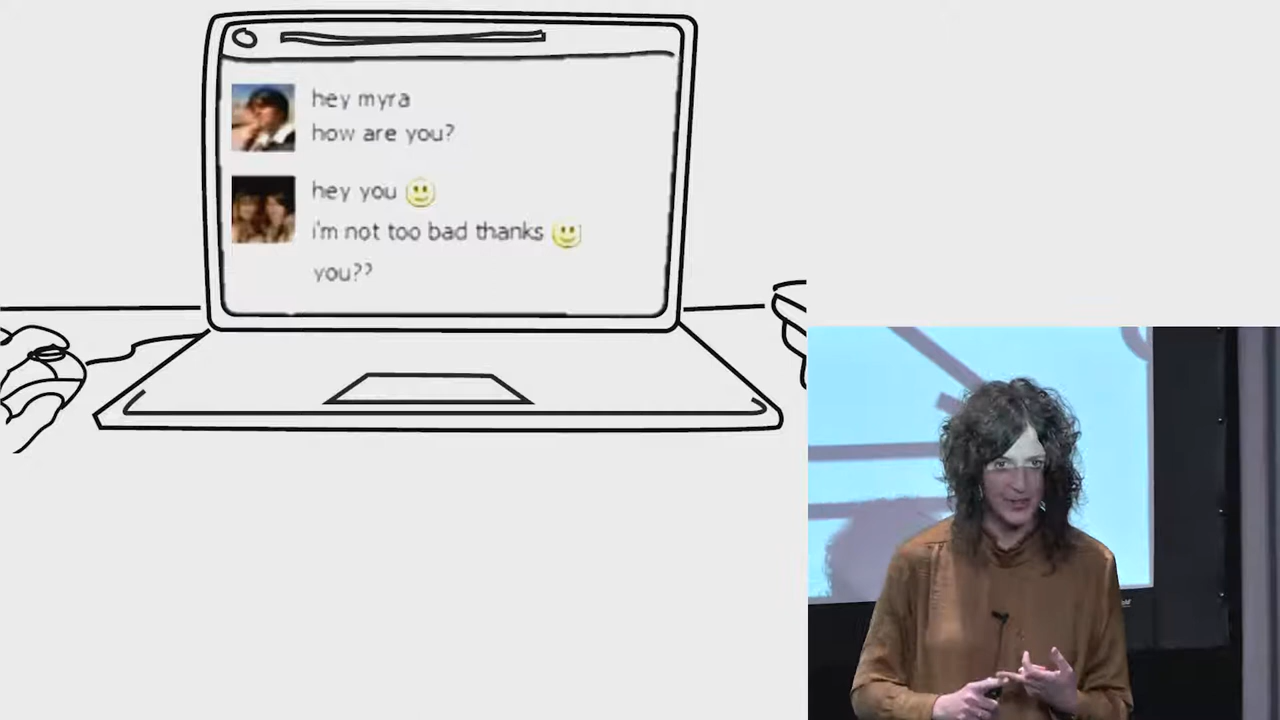 hey myra
how are you?
hey you
i'm not too bad thanks
you??